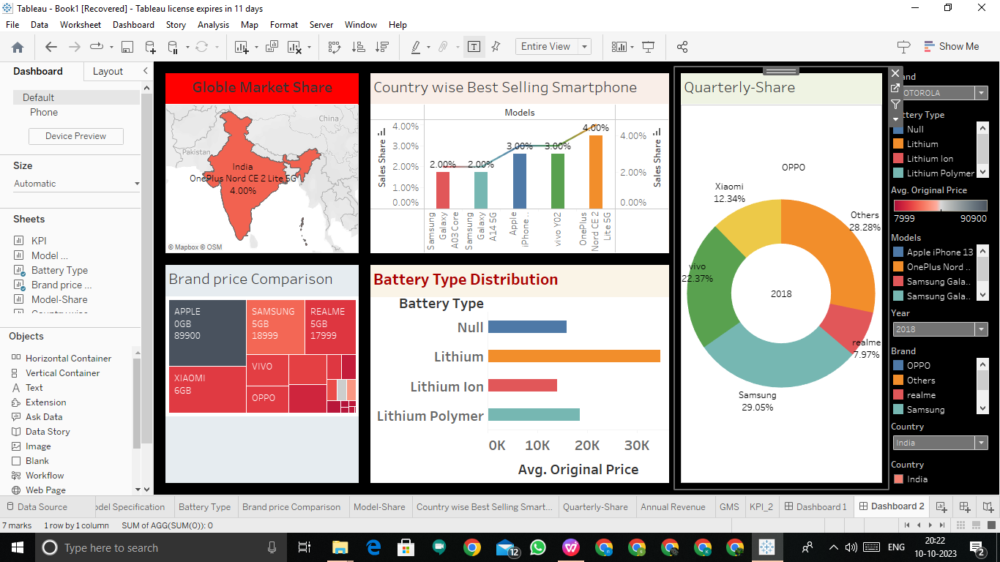 Tableau - Book1 [Recovered] - Tableau license expires in 11 days
File Data Worksheet Dashboard Story Analysis Map Format Server Window Help
Entire View
Show Me
Dashboard
Layout
Default
Phone
Device Preview
Size
Automatic
Sheets
KPI
Model ...
Battery Type
Brand price ...
Model-Share
Objects
Horizontal Container
Vertical Container
Text
Extension
Ask Data
Data Story
Image
Blank
Workflow
Web Page
Globle Market Share
China
Pakistan
India
OnePlus Nord CE 2 Lite 5G
4.00%
© Mapbox © OSM
Country wise Best Selling Smartphone
Models
Sales Share
4.00%
3.00%
2.00%
1.00%
0.00%
2.00%
2.00%
3.00%
3.00%
4.00%
4.00%
2.00%
0.00%
Sales Share
Samsung Galaxy A03 Core
Samsung Galaxy A14 5G
Apple iPhone...
vivo Y02
OnePlus Nord CE 2 Lite 5G
Brand price Comparison
APPLE
0GB
89900
SAMSUNG
5GB
18999
REALME
5GB
17999
XIAOMI
6GB
VIVO
OPPO
Battery Type Distribution
Battery Type
Null
Lithium
Lithium Ion
Lithium Polymer
0K 10K 20K 30K
Avg. Original Price
Quarterly-Share
OPPO
Xiaomi
12.34%
Others
28.28%
vivo
22.37%
2018
realme
7.97%
Samsung
29.05%
OTOROLA
ttery Type
Null
Lithium
Lithium Ion
Lithium Polymer
Avg. Original Price
7999 90900
Models
Apple iPhone 13
OnePlus Nord ..
Samsung Gala..
Samsung Gala..
Year
2018
Brand
OPPO
Others
realme
Samsung
Country
India
Country
India
Data Source
odel Specification
Battery Type
Brand price Comparison
Model-Share
Country wise Best Selling Smart...
Quarterly-Share
Annual Revenue
GMS
KPI_2
Dashboard 1
Dashboard 2
7 marks 1 row by 1 column SUM of AGG(SUM(0)): 0
Type here to search
12
ENG
20:22
10-10-2023
2